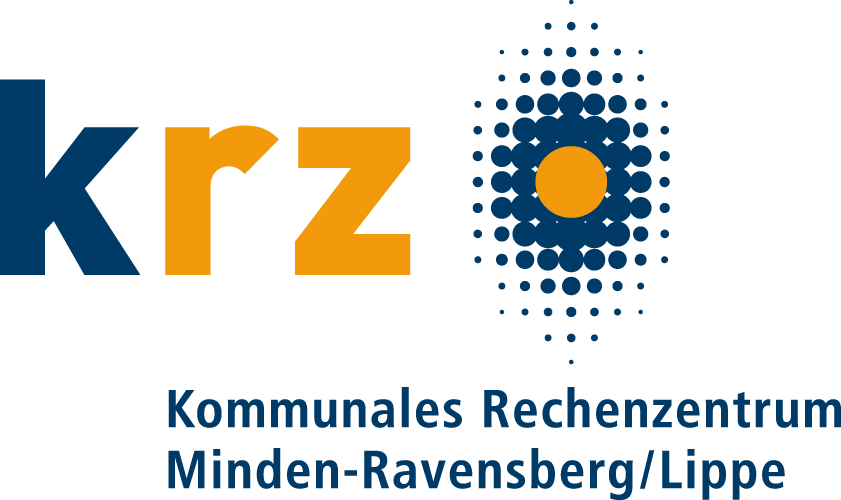 krz
Kommunales Rechenzentrum
Minden-Ravensberg/Lippe